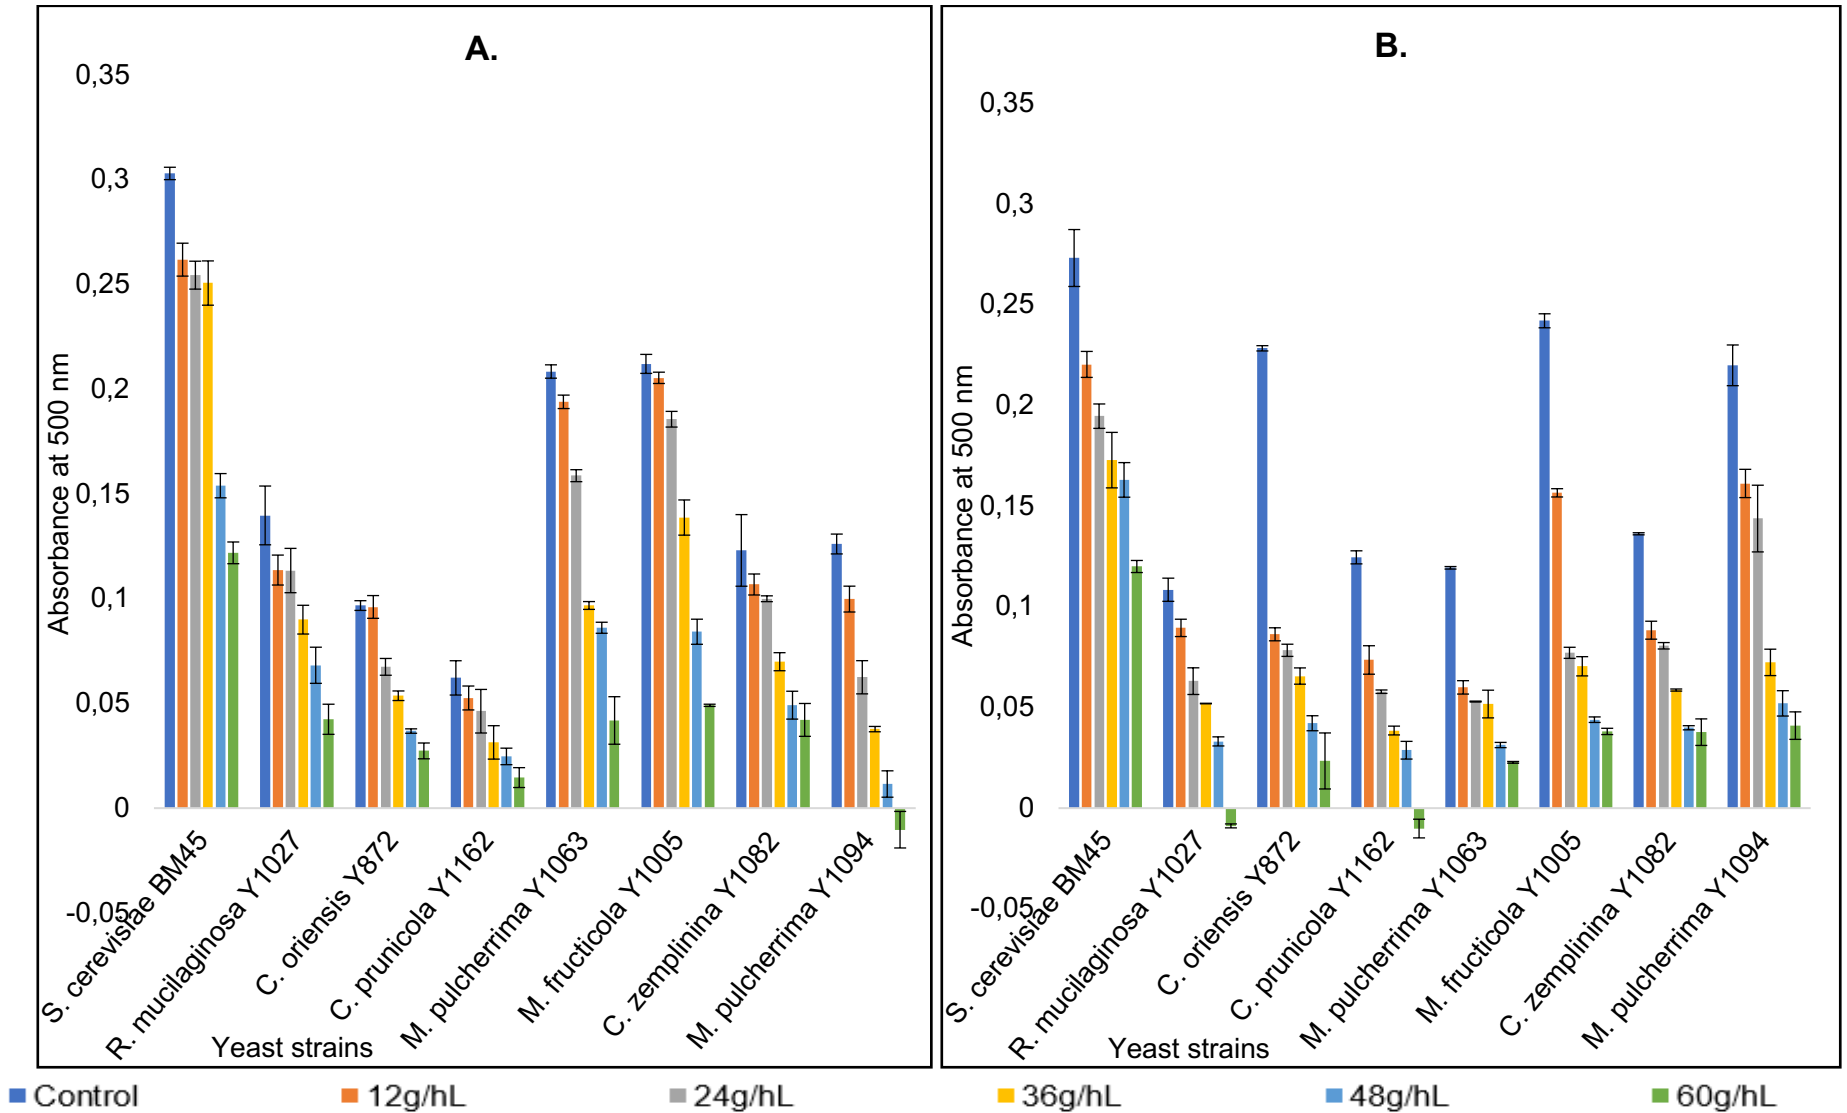 A.
0,35
0,3
0,25
0,2
0,15
0,1
0,05
0
-0,05
Absorbance at 500 nm
S. cerevisiae BM45
R. mucilaginosa Y1027
C. oriensis Y872
C. prunicola Y1162
M. pulcherrima Y1063
M. fructicola Y1005
C. zemplinina Y1082
M. pulcherrima Y1094
Yeast strains
B.
0,35
0,3
0,25
0,2
0,15
0,1
0,05
0
-0,05
Absorbance at 500 nm
S. cerevisiae BM45
R. mucilaginosa Y1027
C. oriensis Y872
C. prunicola Y1162
M. pulcherrima Y1063
M. fructicola Y1005
C. zemplinina Y1082
M. pulcherrima Y1094
Yeast strains
Control 12g/hL 24g/hL 36g/hL 48g/hL 60g/hL